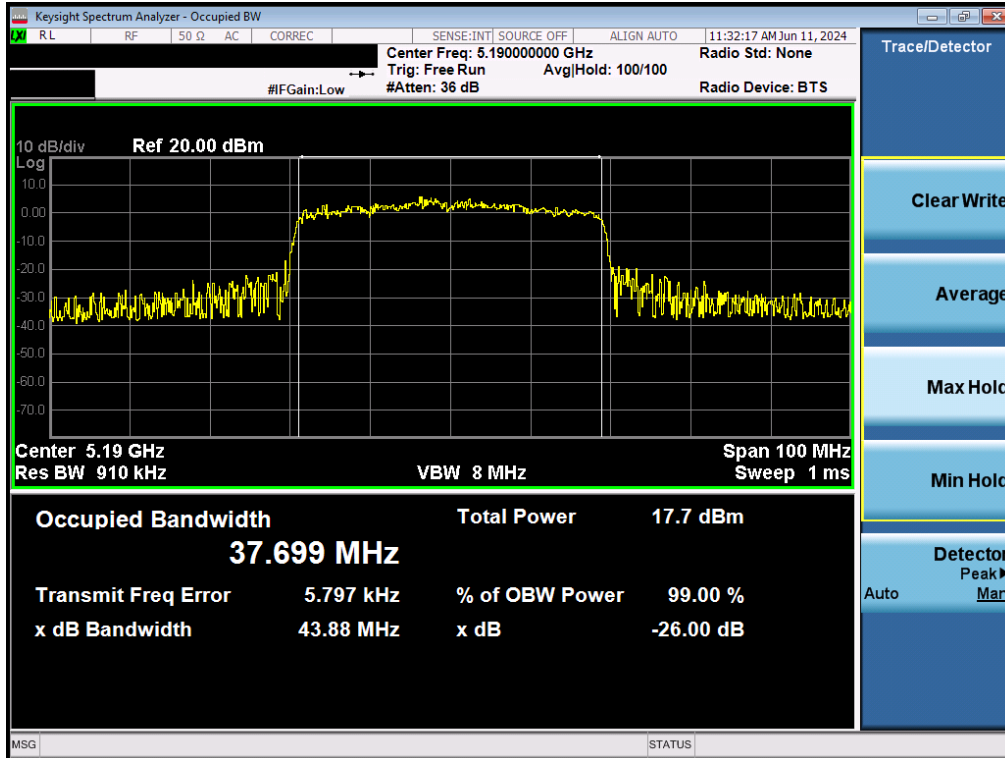 Keysight Spectrum Analyzer - Occupied BW
LXI RL RF 50 Ω AC CORREC SENSE:INT SOURCE OFF ALIGN AUTO 11:32:17 AM Jun 11, 2024
Center Freq: 5.190000000 GHz Radio Std: None
Trig: Free Run Avg|Hold: 100/100
#IFGain:Low #Atten: 36 dB Radio Device: BTS
Trace/Detector
10 dB/div Ref 20.00 dBm
Log
10.0
0.00
-10.0
-20.0
-30.0
-40.0
-50.0
-60.0
-70.0
Center 5.19 GHz Span 100 MHz
Res BW 910 kHz VBW 8 MHz Sweep 1 ms
Occupied Bandwidth Total Power 17.7 dBm
37.699 MHz
Transmit Freq Error 5.797 kHz % of OBW Power 99.00 %
x dB Bandwidth 43.88 MHz x dB -26.00 dB
Clear Write
Average
Max Hold
Min Hold
Detector
Peak▶
Auto Man
MSG STATUS